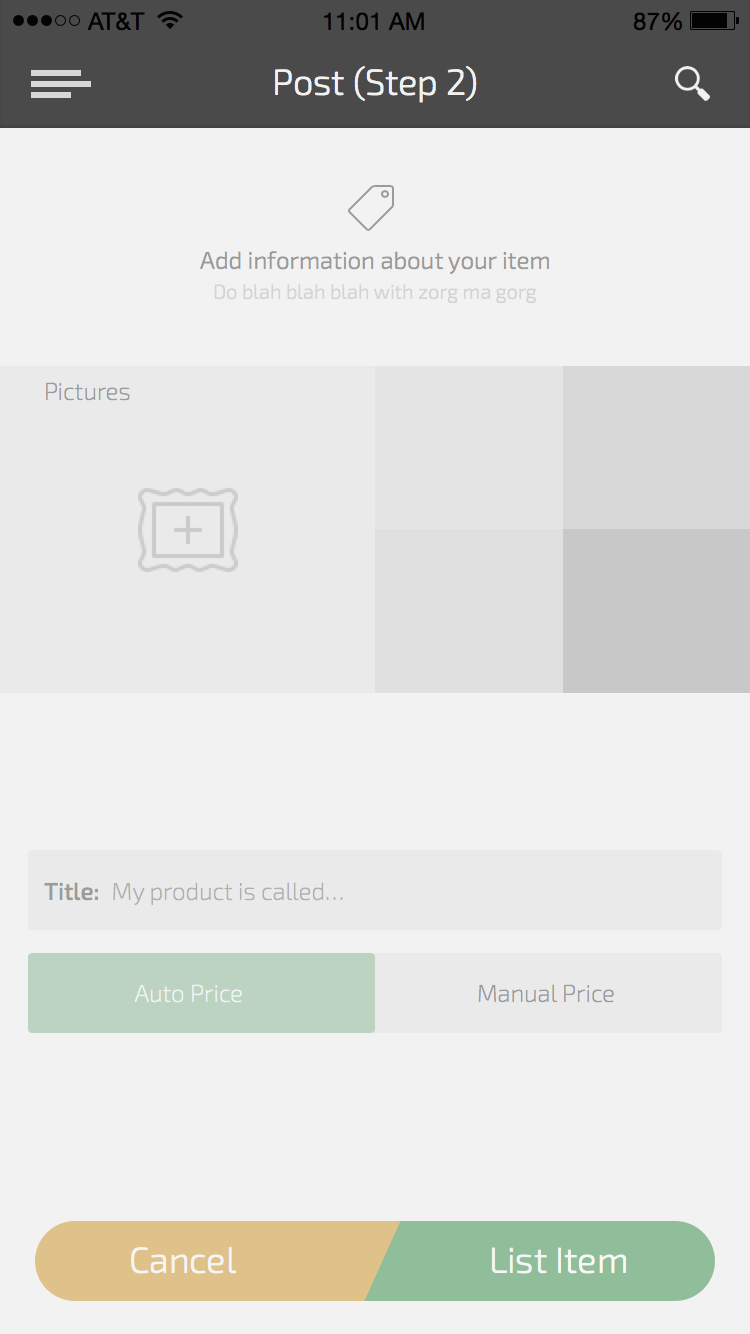 AT&T 11:01 AM 87%
Post (Step 2)
Add information about your item
Do blah blah blah with zorg ma gorg
Pictures
Title: My product is called...
Auto Price Manual Price
Cancel List Item